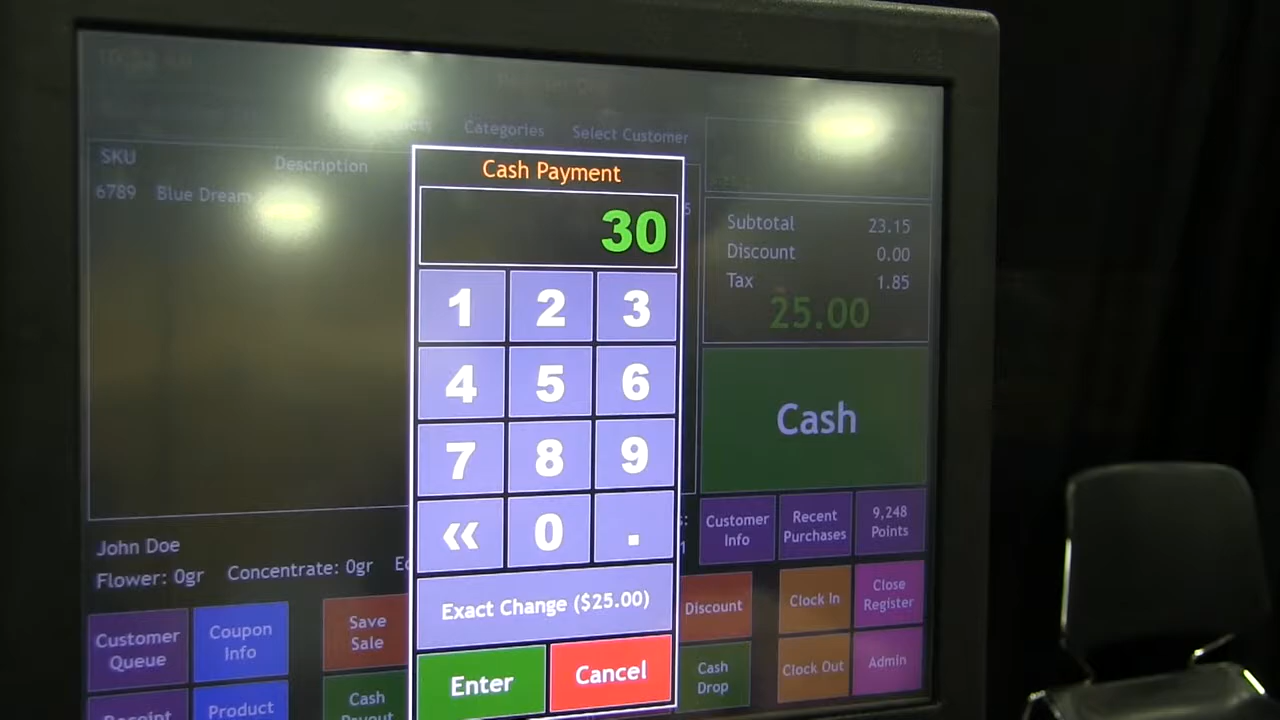 Categories
Select Customer
SKU
Description
6789
Blue Dream
Cash Payment
30
1 2 3
4 5 6
7 8 9
« 0 .
Exact Change ($25.00)
Enter
Cancel
Subtotal 23.15
Discount 0.00
Tax 1.85
25.00
Cash
Customer
Info
Recent
Purchases
9,248
Points
John Doe
Flower: 0gr
Concentrate: 0gr
Customer
Queue
Coupon
Info
Save
Sale
Discount
Clock In
Close
Register
Receipt
Product
Cash
Payout
Cash
Drop
Clock Out
Admin